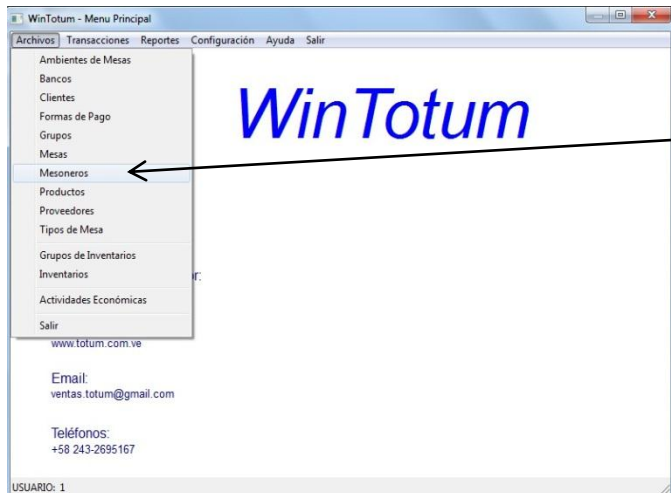 WinTotum - Menu Principal
Archivos Transacciones Reportes Configuración Ayuda Salir
Ambientes de Mesas
Bancos
Clientes
Formas de Pago
Grupos
Mesas
Mesoneros
Productos
Proveedores
Tipos de Mesa
Grupos de Inventarios
Inventarios
Actividades Económicas
Salir
WinTotum
www.totum.com.ve
Email:
ventas.totum@gmail.com
Teléfonos:
+58 243-2695167
USUARIO: 1